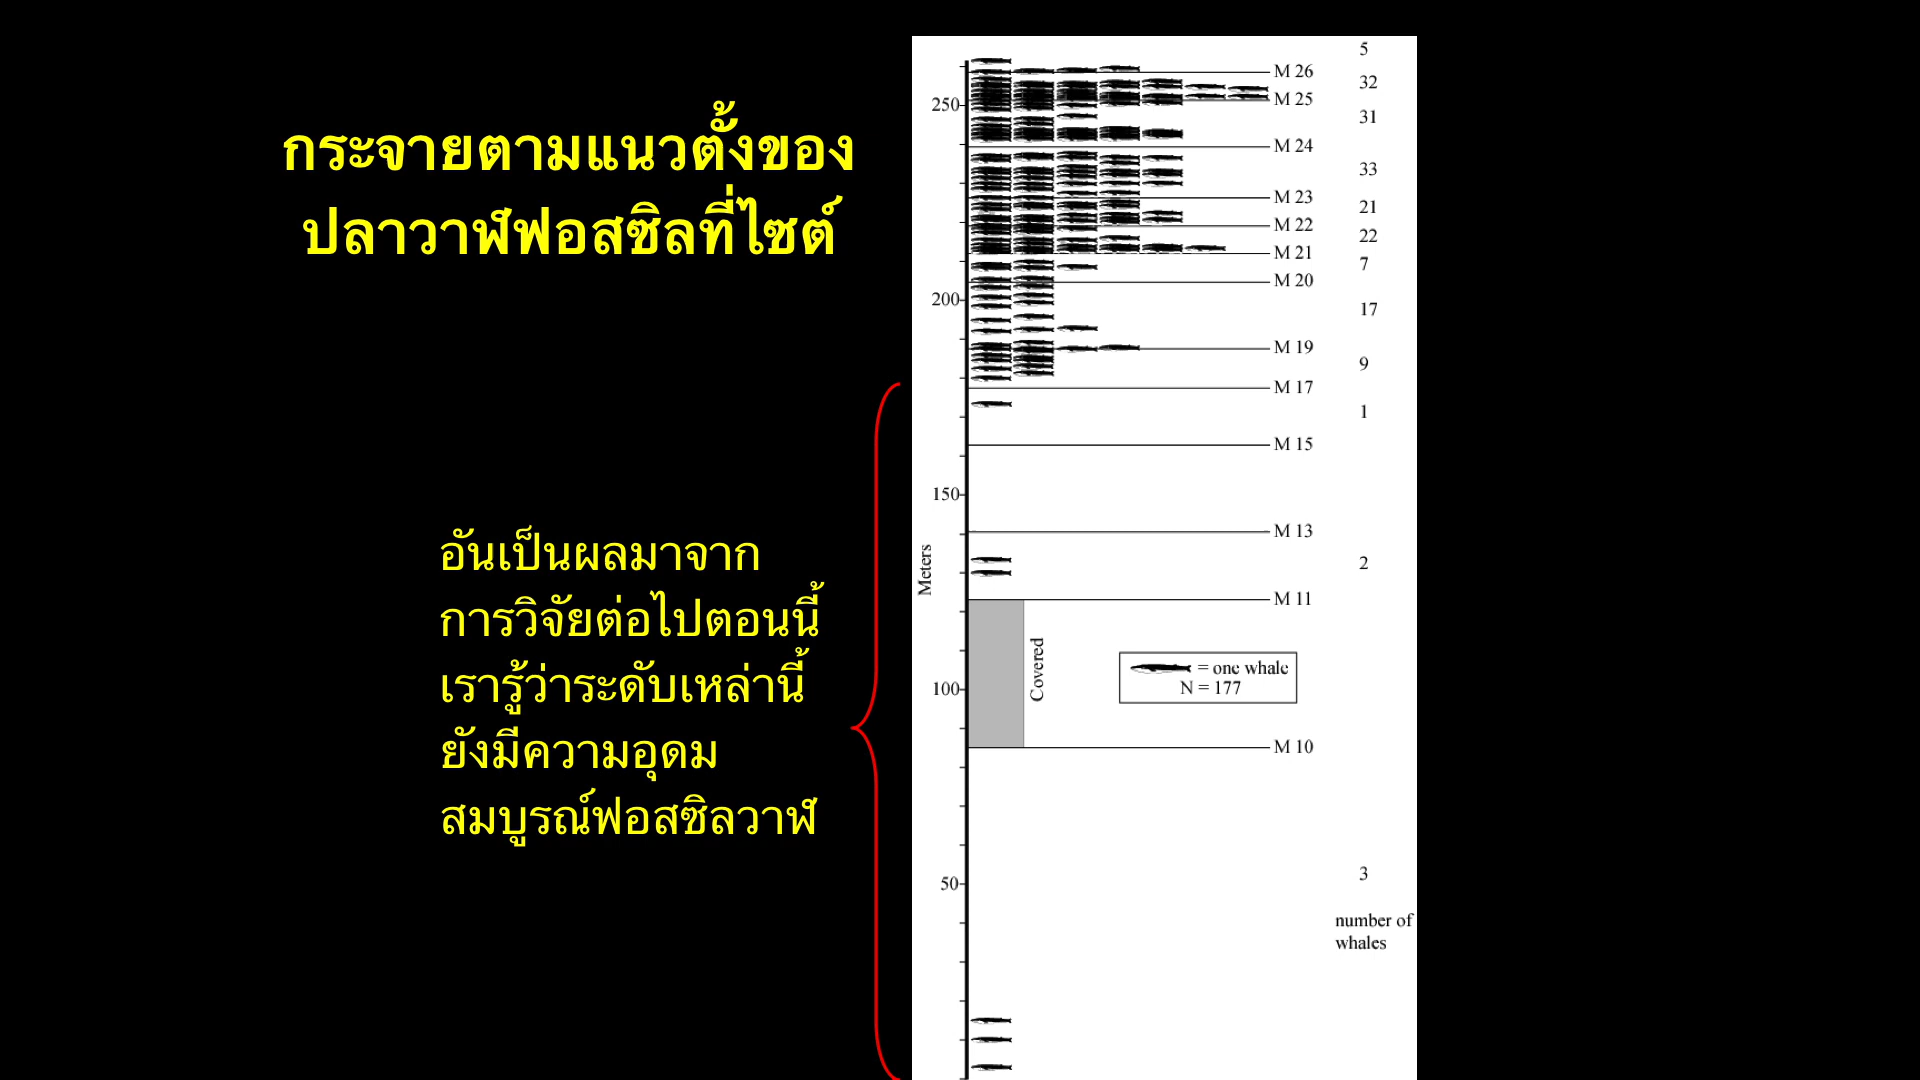 กระจายตามแนวตั้งของ
ปลาวาฬฟอสซิลที่ไซต์
อันเป็นผลมาจาก
การวิจัยต่อไปตอนนี้
เรารู้ว่าระดับเหล่านี้
ยังมีความอุดม
สมบูรณ์ฟอสซิลวาฬ
5
M 26
32
250
M 25
31
M 24
33
M 23
21
M 22
22
M 21
7
M 20
200
17
M 19
9
M 17
1
M 15
150
M 13
2
Meters
M 11
Covered
= one whale
N = 177
100
M 10
50
3
number of
whales